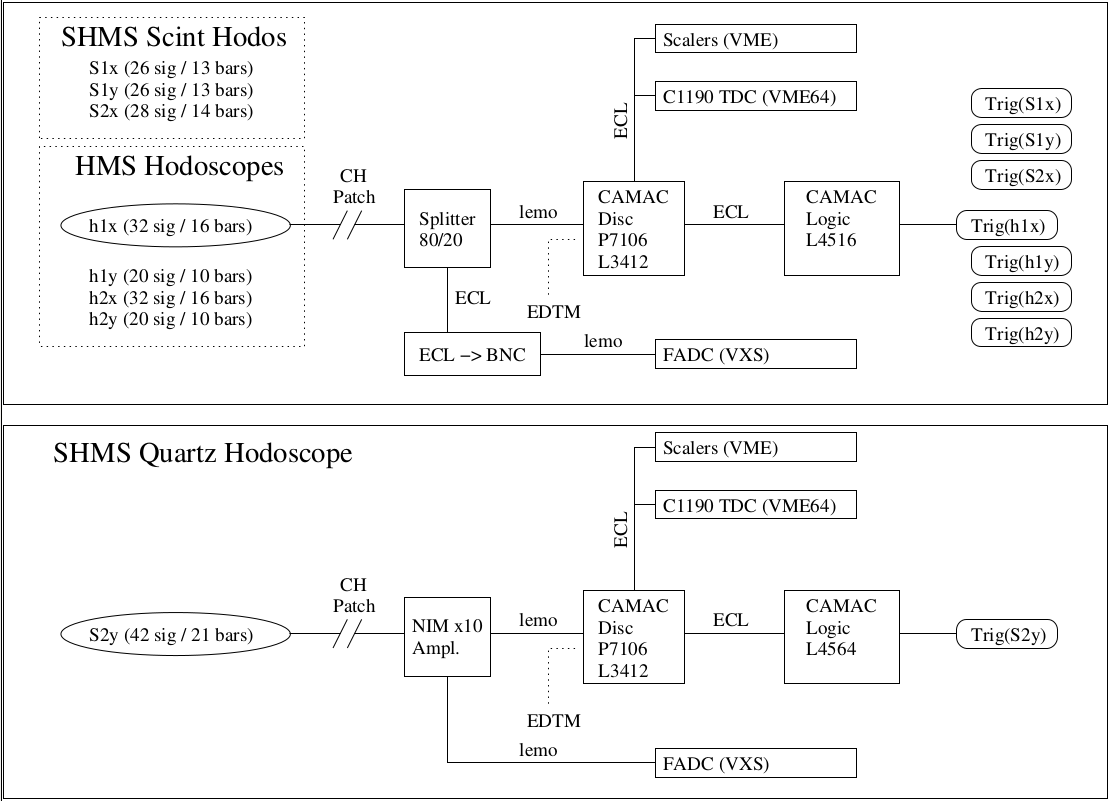 SHMS Scint Hodos
S1x (26 sig / 13 bars)
S1y (26 sig / 13 bars)
S2x (28 sig / 14 bars)
HMS Hodoscopes
h1x (32 sig / 16 bars)
h1y (20 sig / 10 bars)
h2x (32 sig / 16 bars)
h2y (20 sig / 10 bars)
CH
Patch
Splitter
80/20
ECL
ECL −> BNC
lemo
FADC (VXS)
lemo
EDTM
CAMAC
Disc
P7106
L3412
ECL
Scalers (VME)
C1190 TDC (VME64)
ECL
CAMAC
Logic
L4516
Trig(S1x)
Trig(S1y)
Trig(S2x)
Trig(h1x)
Trig(h1y)
Trig(h2x)
Trig(h2y)
SHMS Quartz Hodoscope
S2y (42 sig / 21 bars)
CH
Patch
NIM x10
Ampl.
lemo
EDTM
lemo
FADC (VXS)
CAMAC
Disc
P7106
L3412
ECL
Scalers (VME)
C1190 TDC (VME64)
ECL
CAMAC
Logic
L4564
Trig(S2y)